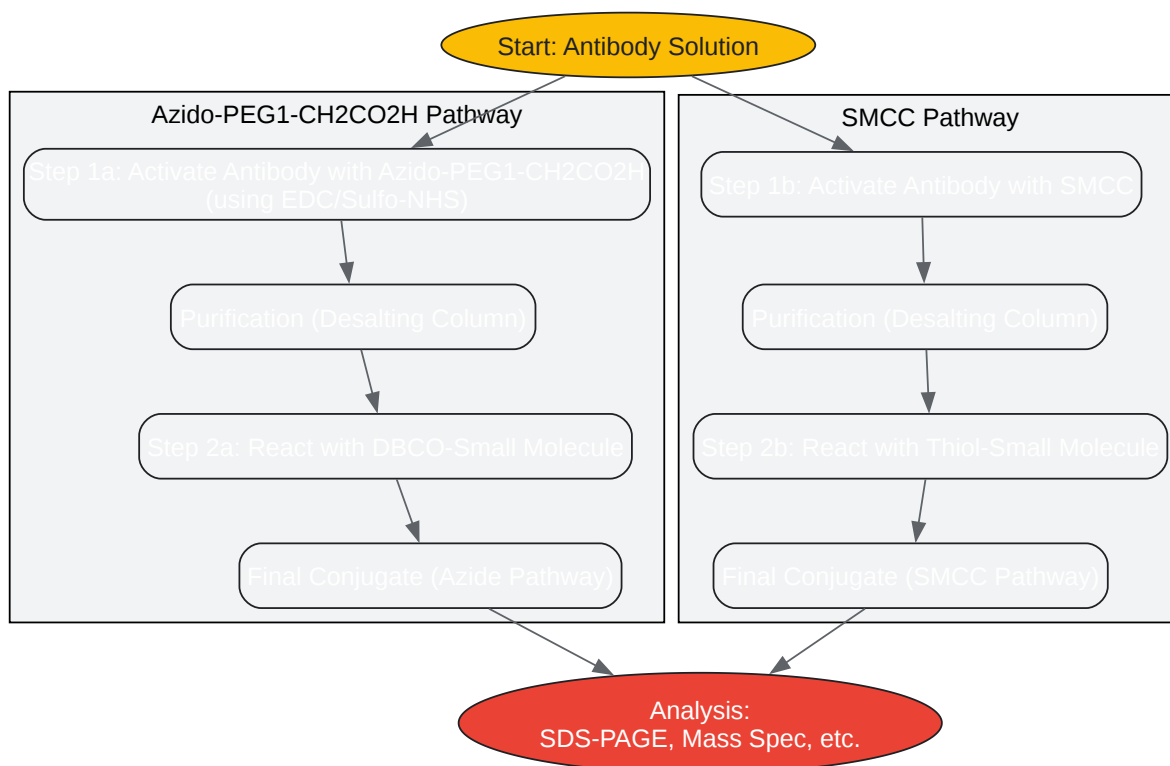 Start: Antibody Solution
Azido-PEG1-CH2CO2H Pathway
Step 1a: Activate Antibody with Azido-PEG1-CH2CO2H
(using EDC/Sulfo-NHS)
Purification (Desalting Column)
Step 2a: React with DBCO-Small Molecule
Final Conjugate (Azide Pathway)
SMCC Pathway
Step 1b: Activate Antibody with SMCC
Purification (Desalting Column)
Step 2b: React with Thiol-Small Molecule
Final Conjugate (SMCC Pathway)
Analysis:
SDS-PAGE, Mass Spec, etc.